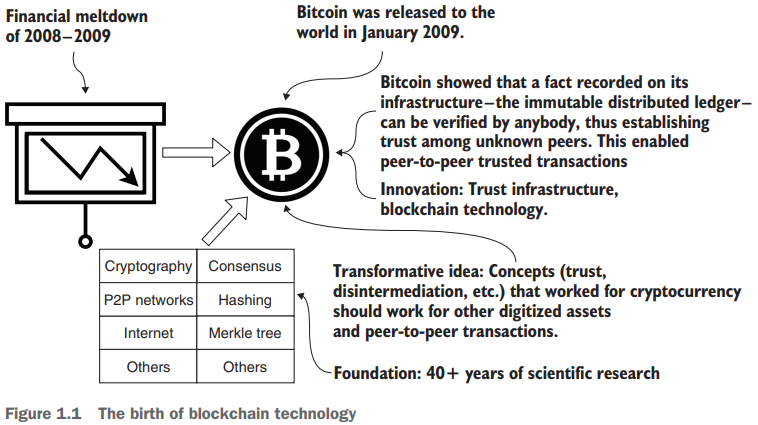 Financial meltdown
of 2008–2009
Bitcoin was released to the
world in January 2009.
Bitcoin showed that a fact recorded on its
infrastructure–the immutable distributed ledger–
can be verified by anybody, thus establishing
trust among unknown peers. This enabled
peer-to-peer trusted transactions
Innovation: Trust infrastructure,
blockchain technology.
Cryptography Consensus
P2P networks Hashing
Internet Merkle tree
Others Others
Transformative idea: Concepts (trust,
disintermediation, etc.) that worked for cryptocurrency
should work for other digitized assets
and peer-to-peer transactions.
Foundation: 40+ years of scientific research
Figure 1.1 The birth of blockchain technology